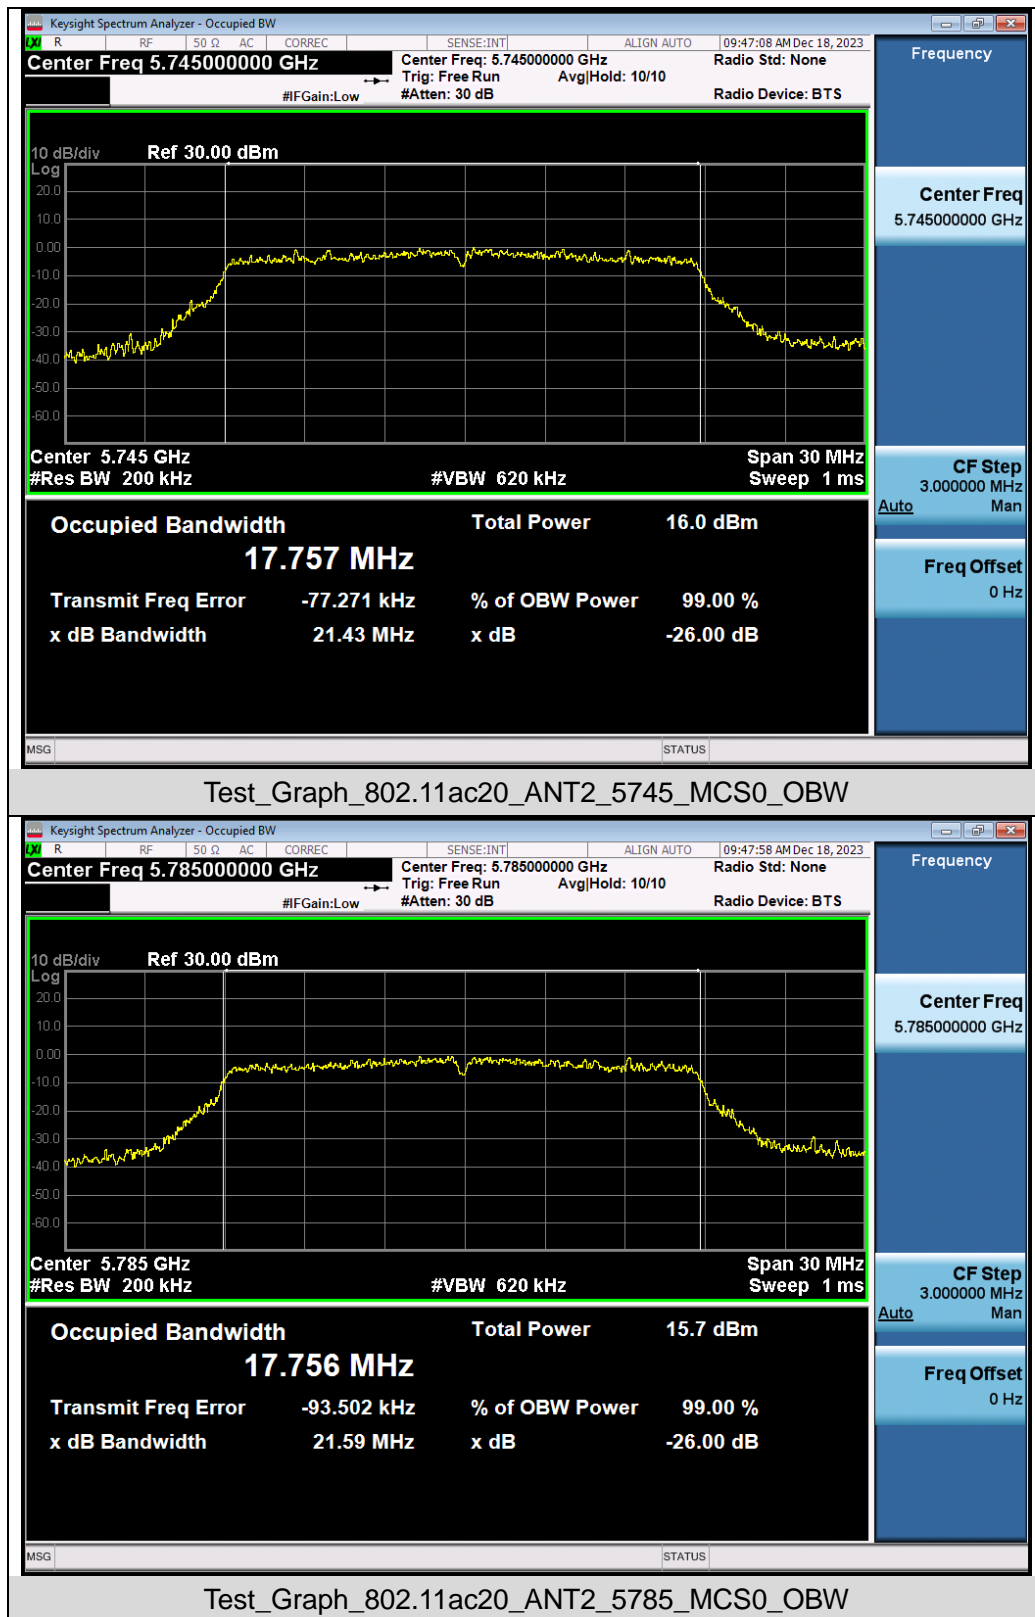 Keysight Spectrum Analyzer - Occupied BW
LXI R RF 50 Ω AC CORREC SENSE:INT ALIGN AUTO 09:47:08 AM Dec 18, 2023
Center Freq 5.745000000 GHz
Center Freq: 5.745000000 GHz
Radio Std: None
Trig: Free Run Avg|Hold: 10/10
#IFGain:Low #Atten: 30 dB Radio Device: BTS
Frequency
10 dB/div Ref 30.00 dBm
Log
20.0
10.0
0.00
-10.0
-20.0
-30.0
-40.0
-50.0
-60.0
Center 5.745 GHz Span 30 MHz
#Res BW 200 kHz #VBW 620 kHz Sweep 1 ms
Center Freq
5.745000000 GHz
CF Step
3.000000 MHz
Auto Man
Freq Offset
0 Hz
Occupied Bandwidth Total Power 16.0 dBm
17.757 MHz
Transmit Freq Error -77.271 kHz % of OBW Power 99.00 %
x dB Bandwidth 21.43 MHz x dB -26.00 dB
MSG STATUS
Test_Graph_802.11ac20_ANT2_5745_MCS0_OBW
Keysight Spectrum Analyzer - Occupied BW
LXI R RF 50 Ω AC CORREC SENSE:INT ALIGN AUTO 09:47:58 AM Dec 18, 2023
Center Freq 5.785000000 GHz
Center Freq: 5.785000000 GHz
Radio Std: None
Trig: Free Run Avg|Hold: 10/10
#IFGain:Low #Atten: 30 dB Radio Device: BTS
Frequency
10 dB/div Ref 30.00 dBm
Log
20.0
10.0
0.00
-10.0
-20.0
-30.0
-40.0
-50.0
-60.0
Center 5.785 GHz Span 30 MHz
#Res BW 200 kHz #VBW 620 kHz Sweep 1 ms
Center Freq
5.785000000 GHz
CF Step
3.000000 MHz
Auto Man
Freq Offset
0 Hz
Occupied Bandwidth Total Power 15.7 dBm
17.756 MHz
Transmit Freq Error -93.502 kHz % of OBW Power 99.00 %
x dB Bandwidth 21.59 MHz x dB -26.00 dB
MSG STATUS
Test_Graph_802.11ac20_ANT2_5785_MCS0_OBW